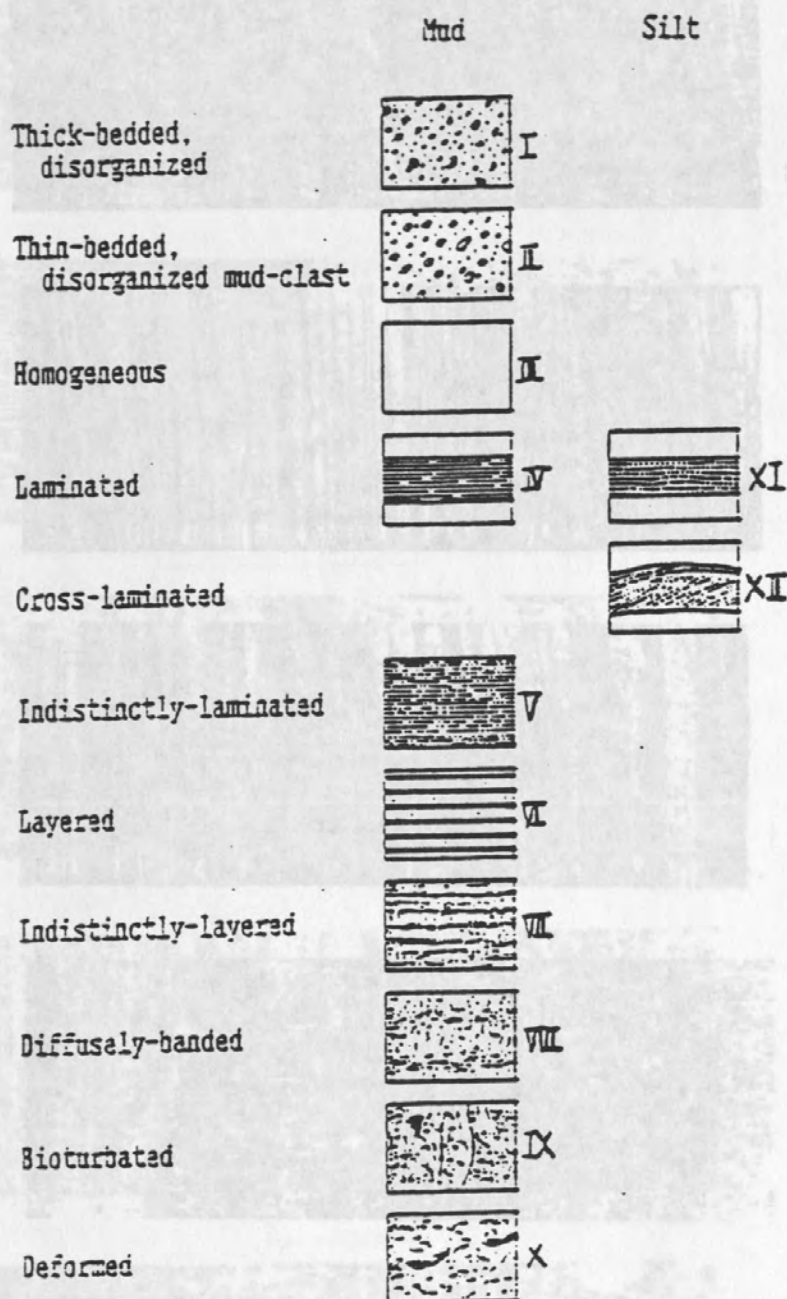 Mud Silt
Thick-bedded,
disorganized I
Thin-bedded,
disorganized mud-clast II
Homogeneous III
Laminated IV XI
Cross-laminated XII
Indistinctly-laminated V
Layered VI
Indistinctly-layered VII
Diffusely-banded VIII
Bioturbated IX
Deformed X